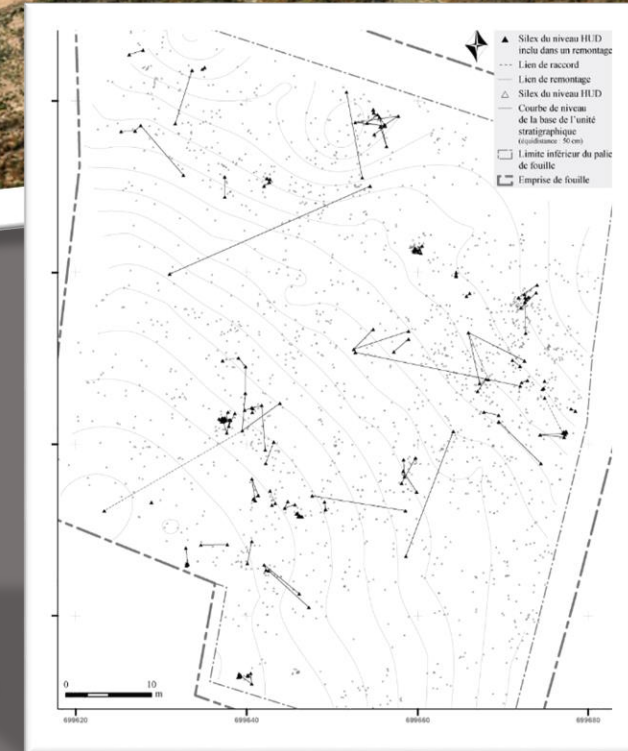 Silex du niveau HUD
inclu dans un remontage
Lien de raccord
Lien de remontage
Silex du niveau HUD
Courbe de niveau
de la base de l'unité
stratigraphique
(équidistance : 50 cm)
Limite inférieur du palie
de fouille
Emprise de fouille
0 10
m
699620 699640 699660 699680